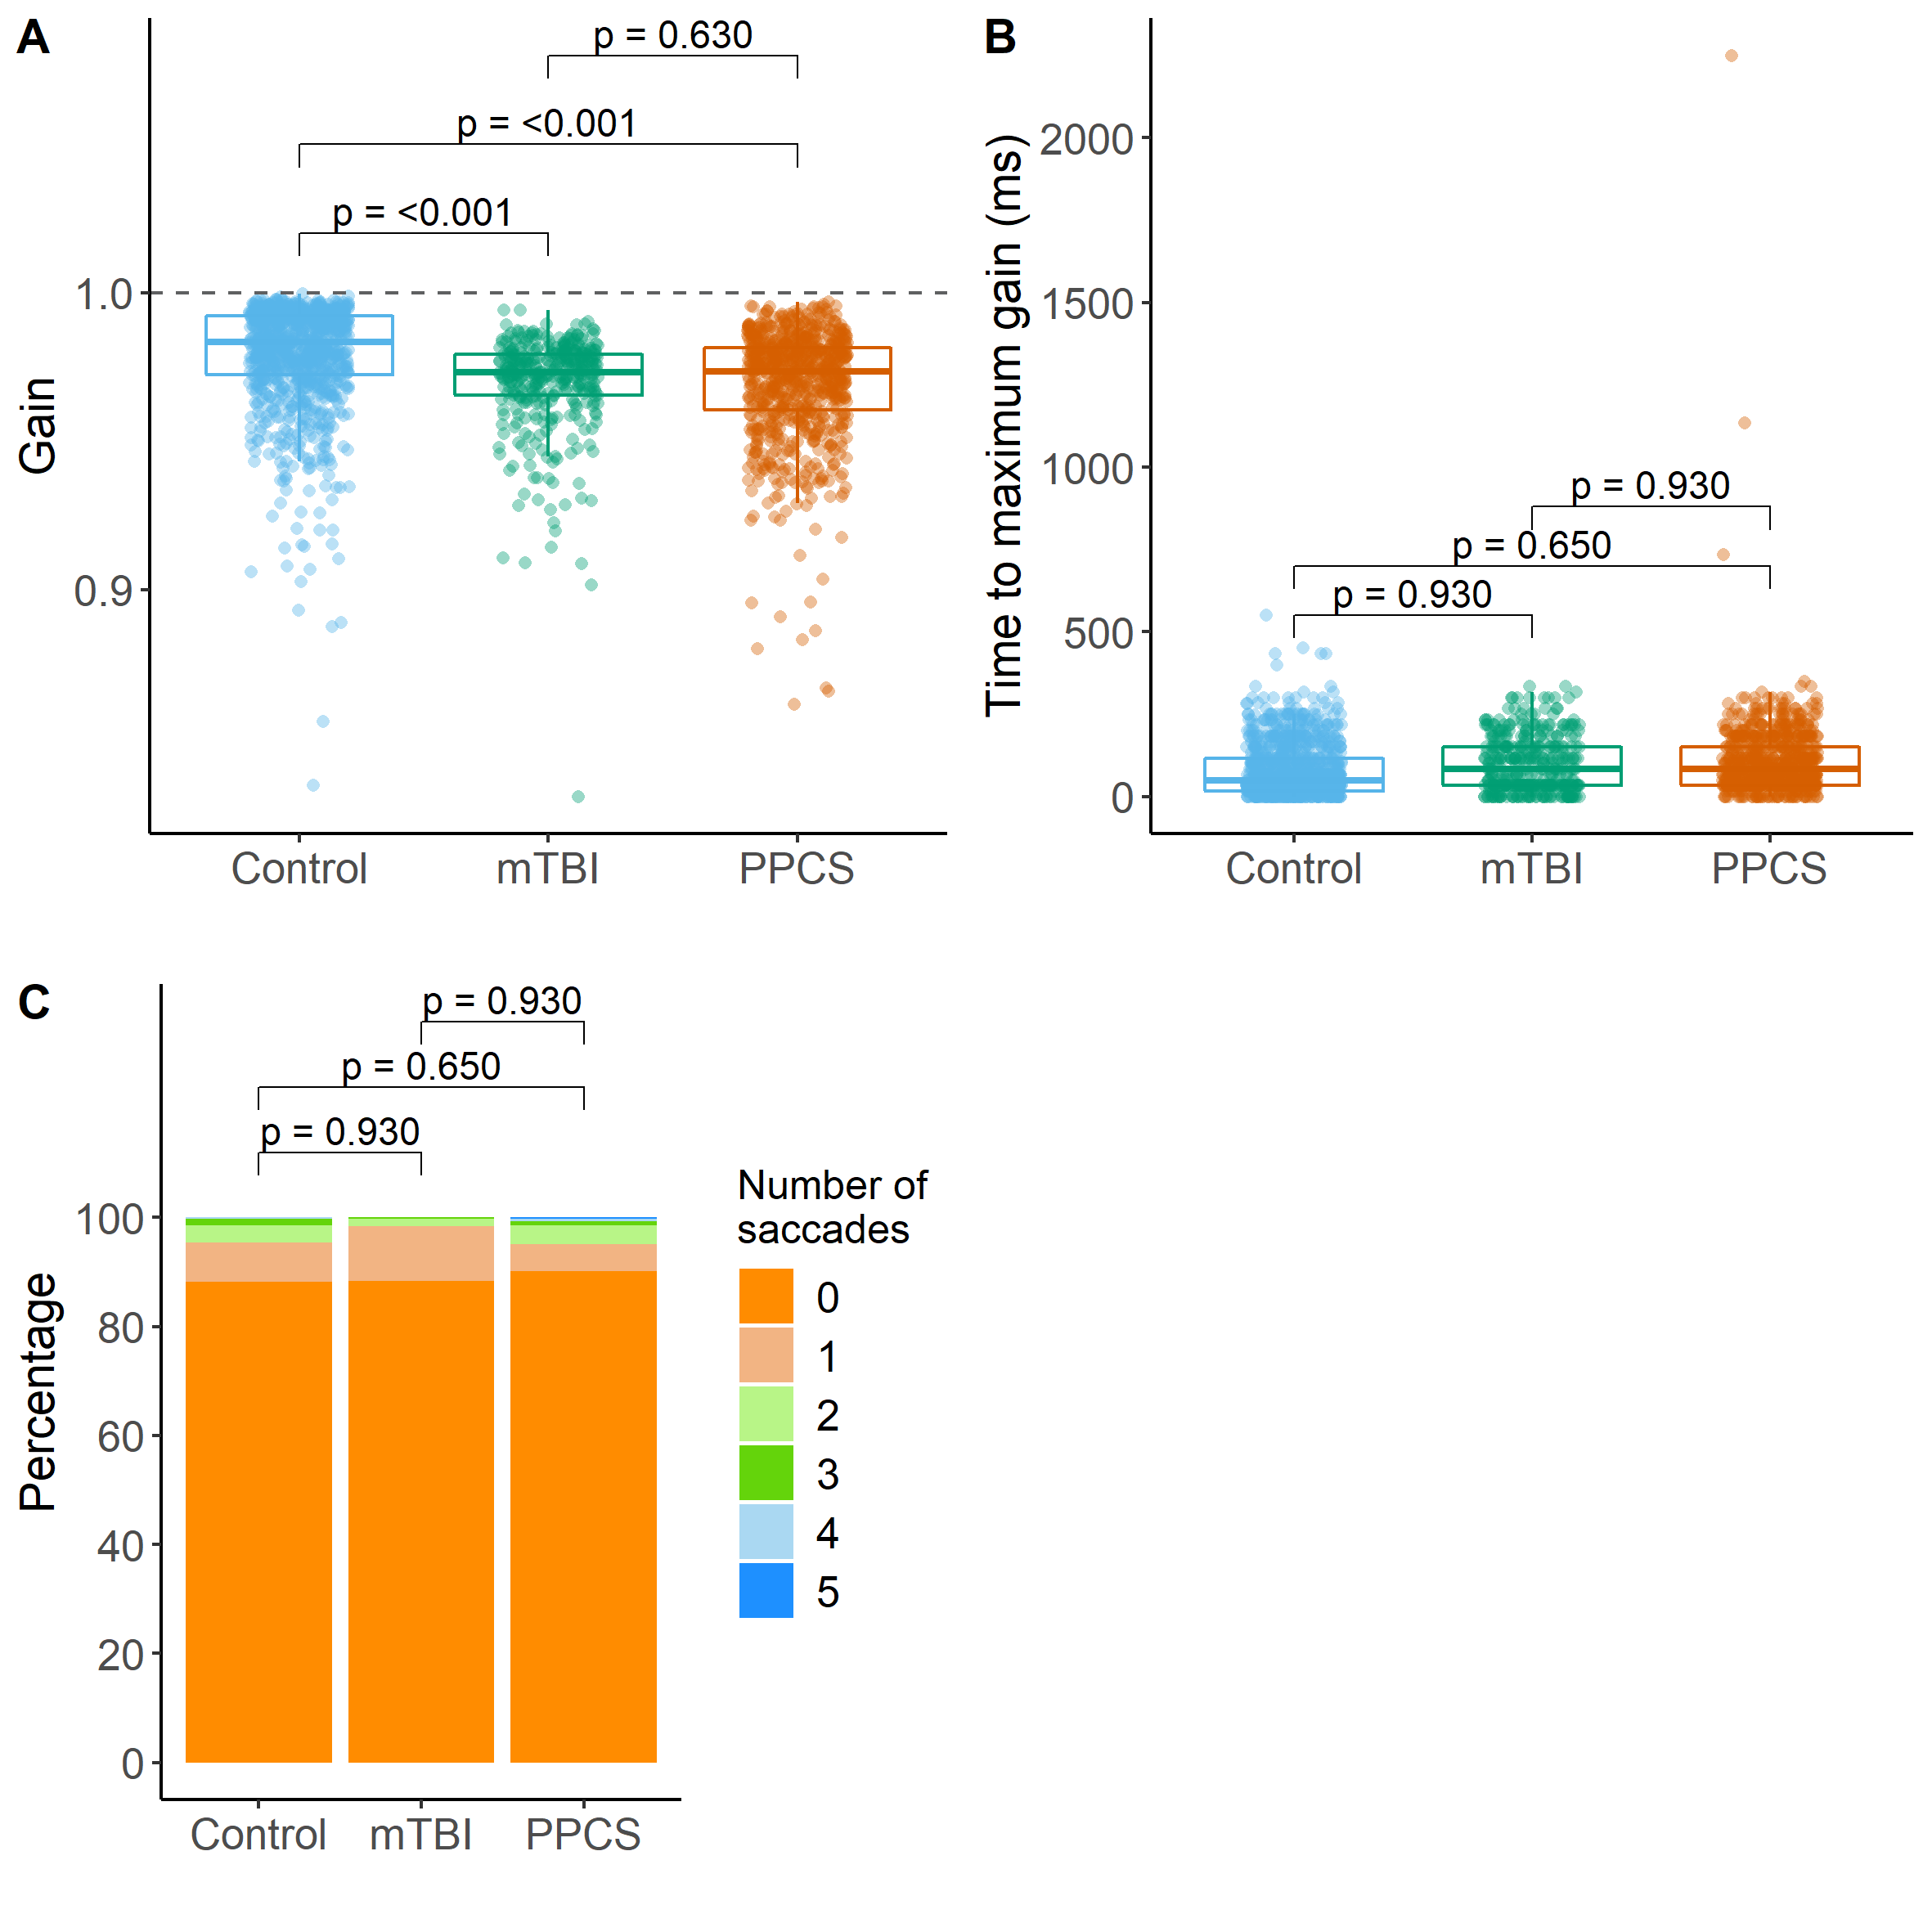 A
p = 0.630
p = <0.001
p = <0.001
Gain
1.0
0.9
Control
mTBI
PPCS
B
Time to maximum gain (ms)
2000
1500
1000
500
0
p = 0.930
p = 0.650
p = 0.930
Control
mTBI
PPCS
C
p = 0.930
p = 0.650
p = 0.930
Percentage
100
80
60
40
20
0
Control
mTBI
PPCS
Number of
saccades
0
1
2
3
4
5